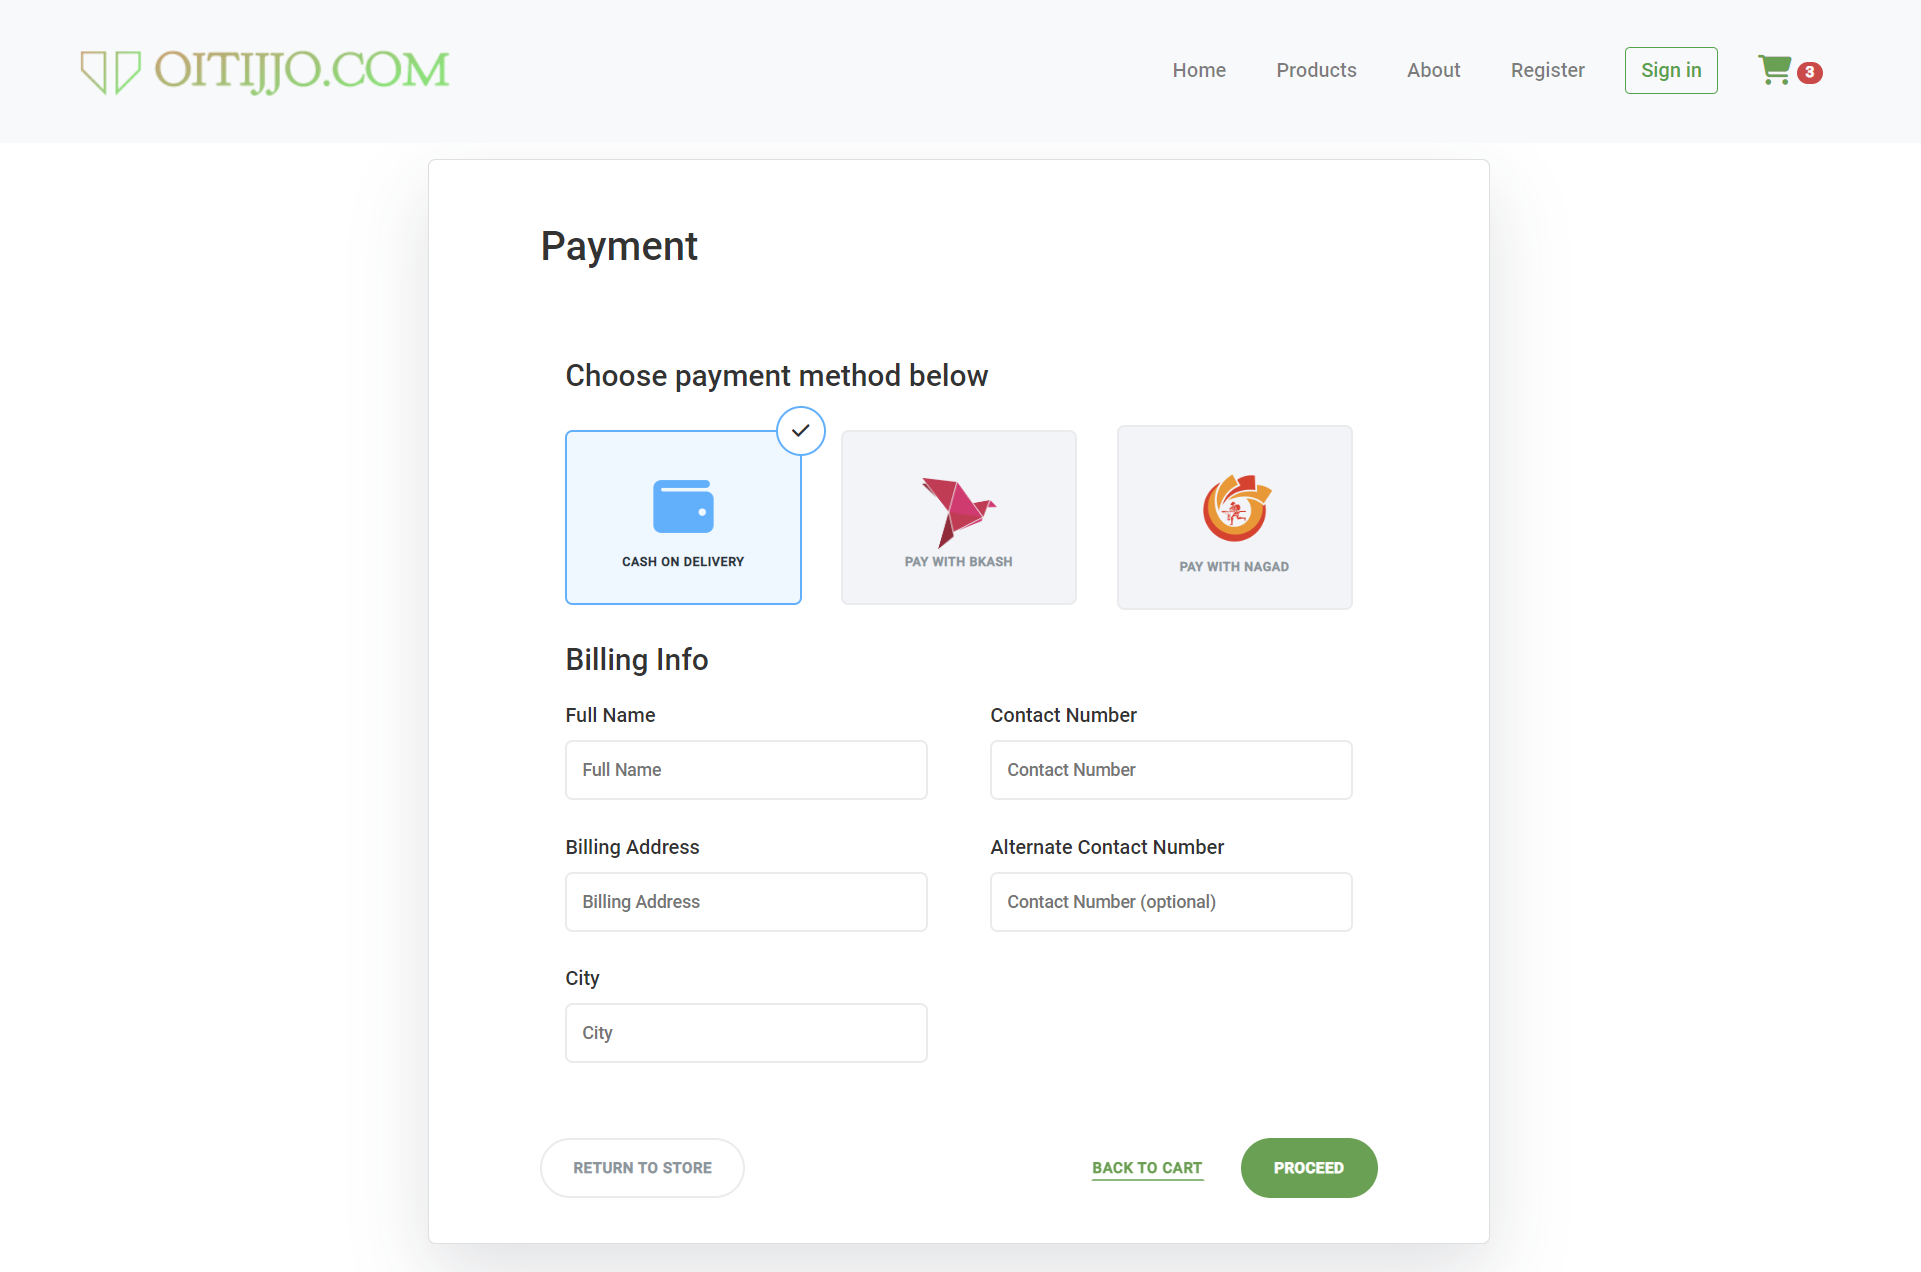 OITIJJO.COM
Home Products About Register Sign in 3
Payment
Choose payment method below
CASH ON DELIVERY
PAY WITH BKASH
PAY WITH NAGAD
Billing Info
Full Name
Full Name
Contact Number
Contact Number
Billing Address
Billing Address
Alternate Contact Number
Contact Number (optional)
City
City
RETURN TO STORE
BACK TO CART
PROCEED